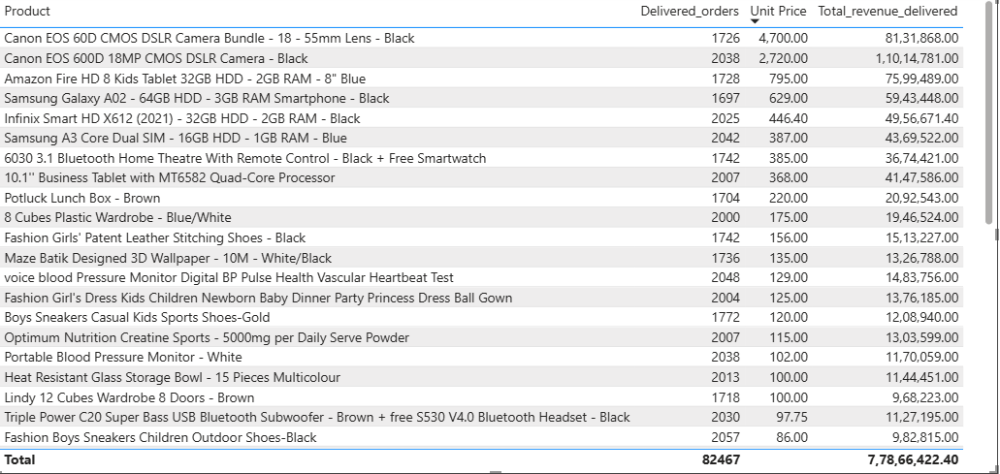 Product Delivered_orders Unit Price Total_revenue_delivered
Canon EOS 60D CMOS DSLR Camera Bundle - 18 - 55mm Lens - Black 1726 4,700.00 81,31,868.00
Canon EOS 600D 18MP CMOS DSLR Camera - Black 2038 2,720.00 1,10,14,781.00
Amazon Fire HD 8 Kids Tablet 32GB HDD - 2GB RAM - 8" Blue 1728 795.00 75,99,489.00
Samsung Galaxy A02 - 64GB HDD - 3GB RAM Smartphone - Black 1697 629.00 59,43,448.00
Infinix Smart HD X612 (2021) - 32GB HDD - 2GB RAM - Black 2025 446.40 49,56,671.40
Samsung A3 Core Dual SIM - 16GB HDD - 1GB RAM - Blue 2042 387.00 43,69,522.00
6030 3.1 Bluetooth Home Theatre With Remote Control - Black + Free Smartwatch 1742 385.00 36,74,421.00
10.1'' Business Tablet with MT6582 Quad-Core Processor 2007 368.00 41,47,586.00
Potluck Lunch Box - Brown 1704 220.00 20,92,543.00
8 Cubes Plastic Wardrobe - Blue/White 2000 175.00 19,46,524.00
Fashion Girls' Patent Leather Stitching Shoes - Black 1742 156.00 15,13,227.00
Maze Batik Designed 3D Wallpaper - 10M - White/Black 1736 135.00 13,26,788.00
voice blood Pressure Monitor Digital BP Pulse Health Vascular Heartbeat Test 2048 129.00 14,83,756.00
Fashion Girl's Dress Kids Children Newborn Baby Dinner Party Princess Dress Ball Gown 2004 125.00 13,76,185.00
Boys Sneakers Casual Kids Sports Shoes-Gold 1772 120.00 12,08,940.00
Optimum Nutrition Creatine Sports - 5000mg per Daily Serve Powder 2007 115.00 13,03,599.00
Portable Blood Pressure Monitor - White 2038 102.00 11,70,059.00
Heat Resistant Glass Storage Bowl - 15 Pieces Multicolour 2013 100.00 11,44,451.00
Lindy 12 Cubes Wardrobe 8 Doors - Brown 1718 100.00 9,68,223.00
Triple Power C20 Super Bass USB Bluetooth Subwoofer - Brown + free S530 V4.0 Bluetooth Headset - Black 2030 97.75 11,27,195.00
Fashion Boys Sneakers Children Outdoor Shoes-Black 2057 86.00 9,82,815.00
Total 82467 7,78,66,422.40